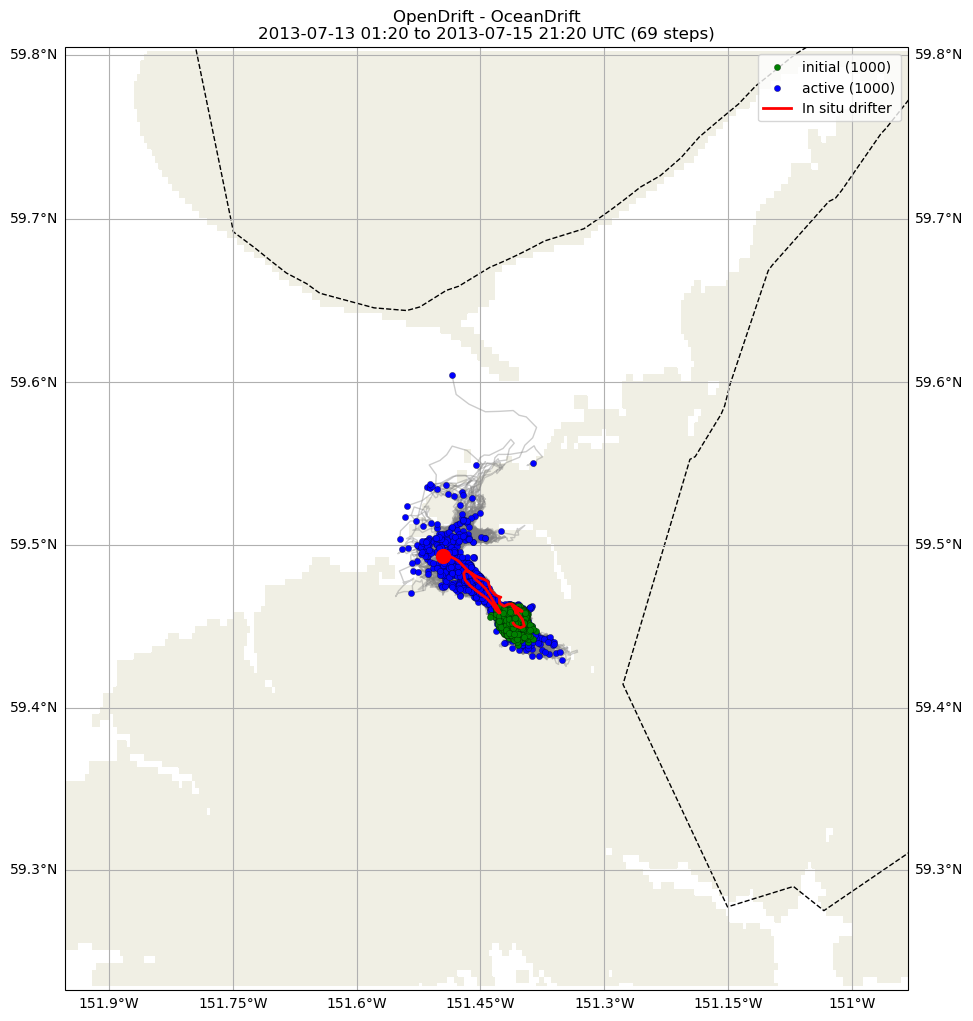 OpenDrift - OceanDrift
2013-07-13 01:20 to 2013-07-15 21:20 UTC (69 steps)
59.8°N
59.8°N
initial (1000)
active (1000)
In situ drifter
59.7°N
59.7°N
59.6°N
59.6°N
59.5°N
59.5°N
59.4°N
59.4°N
59.3°N
59.3°N
151.9°W
151.75°W
151.6°W
151.45°W
151.3°W
151.15°W
151°W